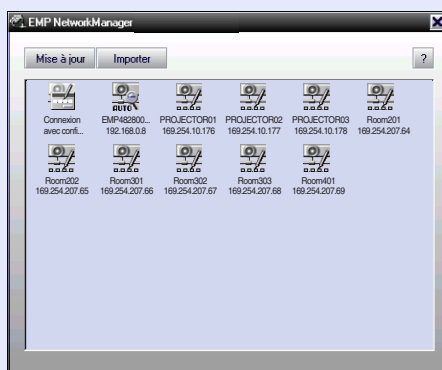 EMP NetworkManager
Mise à jour Importer ?
AUTO
Connexion avec confi... EMP482800... 192.168.0.8 PROJECTOR01 169.254.10.176 PROJECTOR02 169.254.10.177 PROJECTOR03 169.254.10.178 Room201 169.254.207.64
Room202 169.254.207.65 Room301 169.254.207.66 Room302 169.254.207.67 Room303 169.254.207.68 Room401 169.254.207.69